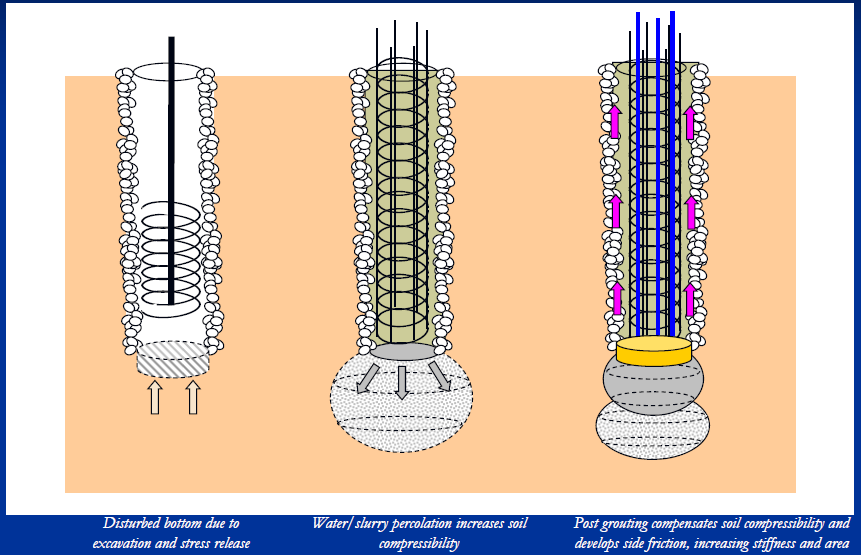 Disturbed bottom due to
excavation and stress release
Water/slurry percolation increases soil
compressibility
Post grouting compensates soil compressibility and
develops side friction, increasing stiffness and area